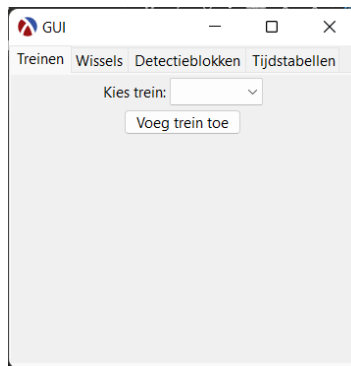 GUI
Treinen Wissels Detectieblokken Tijdstabellen
Kies trein:
Voeg trein toe